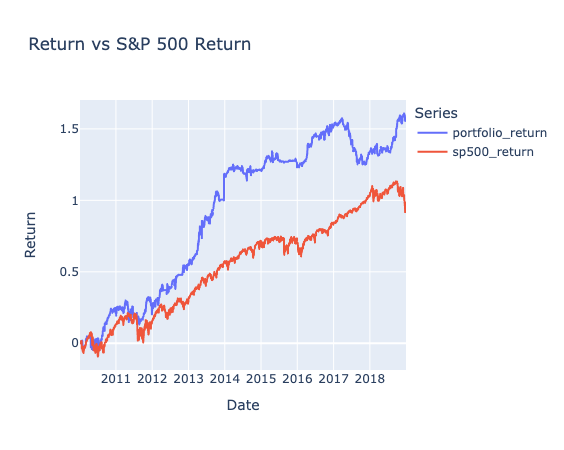 Return vs S&P 500 Return
Series
portfolio_return
sp500_return
1.5
1
0.5
0
Return
2011 2012 2013 2014 2015 2016 2017 2018
Date